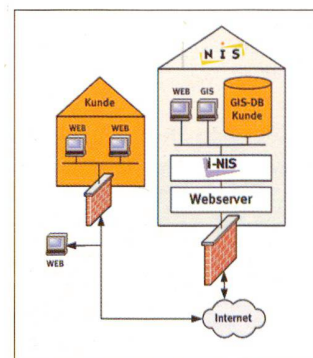 NIS
WEB GIS
GIS-DB
Kunde
I-NIS
Webserver
Kunde
WEB WEB
WEB
Internet